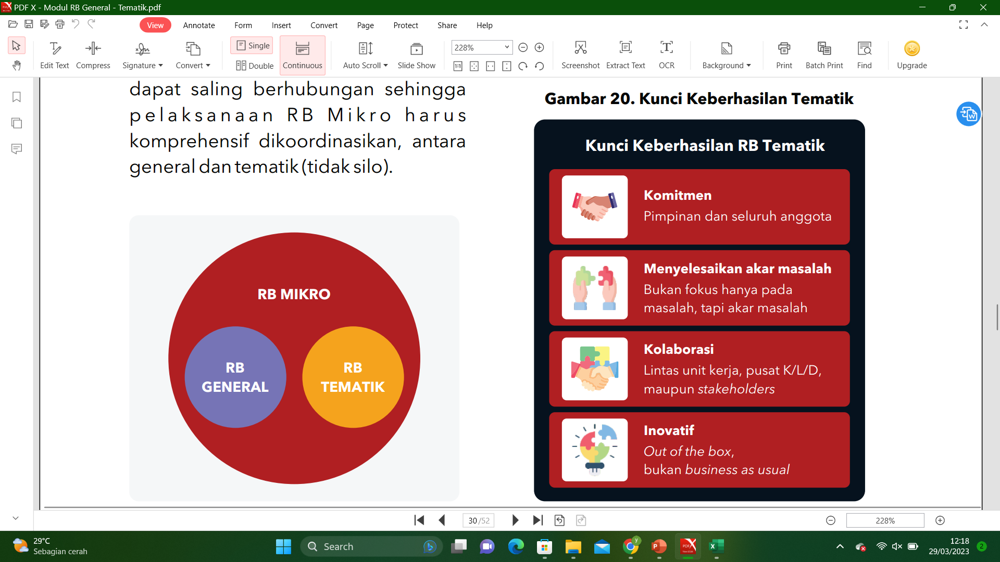 PDF X - Modul RB General - Tematik.pdf
View Annotate Form Insert Convert Page Protect Share Help
Edit Text Compress Signature Convert Single Double Continuous Auto Scroll Slide Show 228% 1:1 Screenshot Extract Text OCR Background Print Batch Print Find Upgrade
dapat saling berhubungan sehingga
pelaksanaan RB Mikro harus
komprehensif dikoordinasikan, antara
general dan tematik (tidak silo).
RB MIKRO
RB
GENERAL
RB
TEMATIK
Gambar 20. Kunci Keberhasilan Tematik
Kunci Keberhasilan RB Tematik
Komitmen
Pimpinan dan seluruh anggota
Menyelesaikan akar masalah
Bukan fokus hanya pada
masalah, tapi akar masalah
Kolaborasi
Lintas unit kerja, pusat K/L/D,
maupun stakeholders
Inovatif
Out of the box,
bukan business as usual
W
30 /52
228%
29°C
Sebagian cerah
Search
12:18
29/03/2023
2